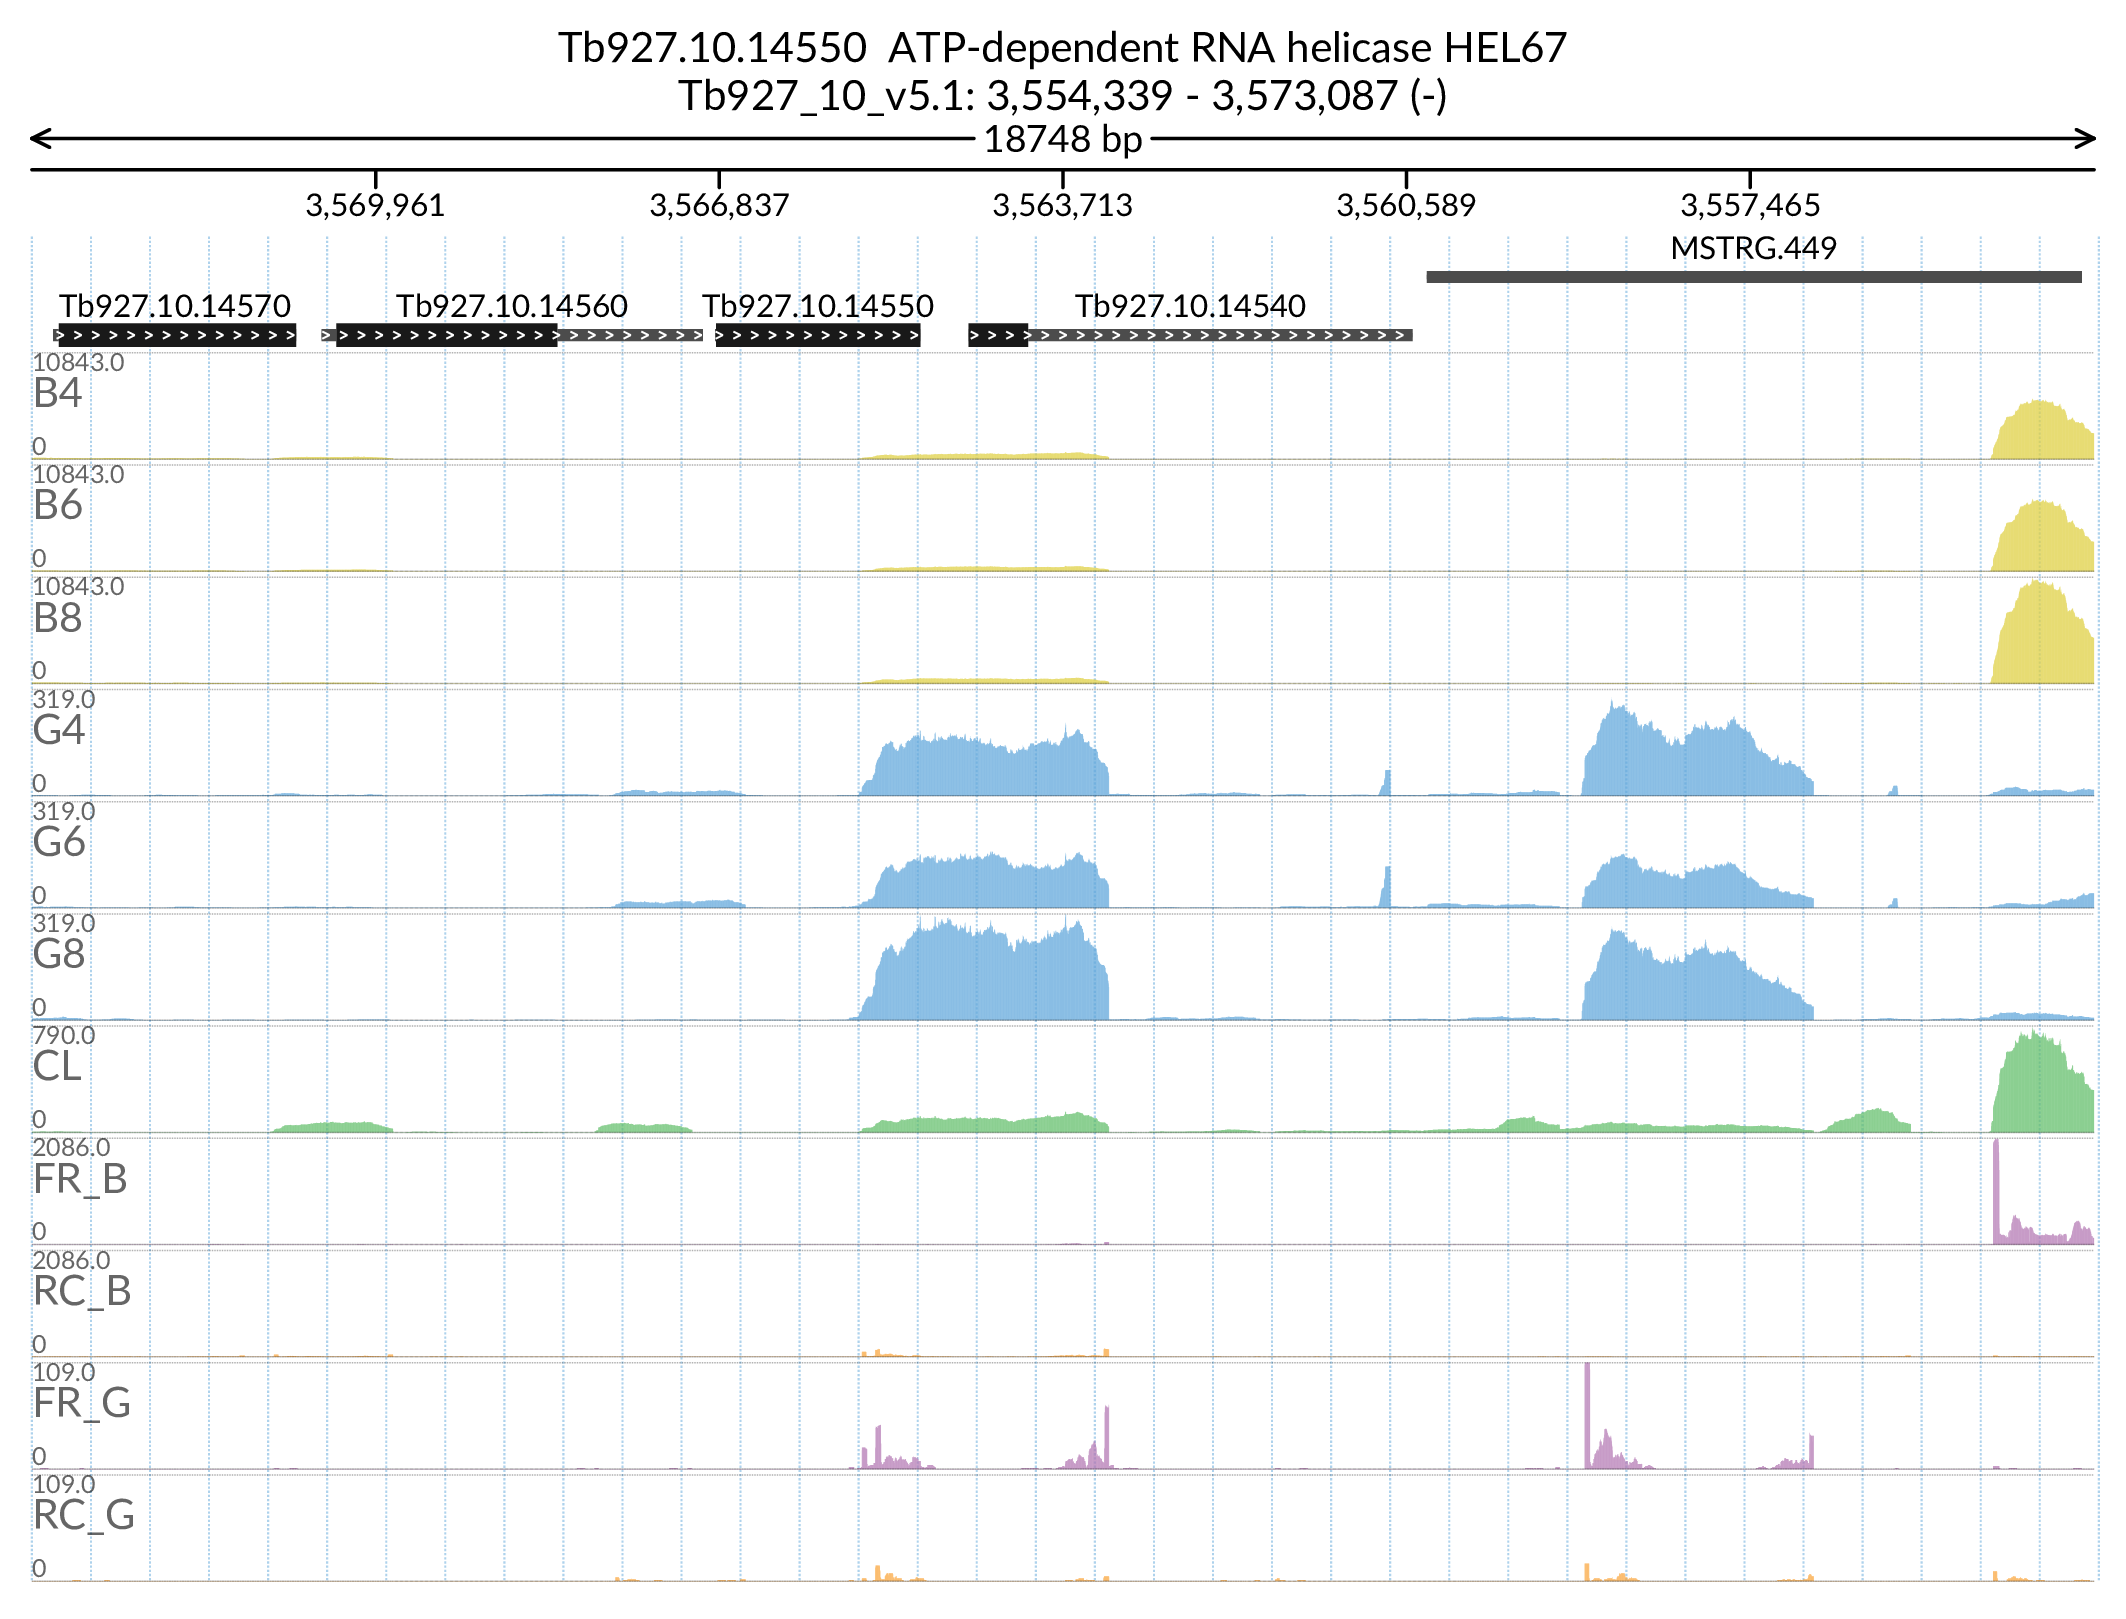 Tb927.10.14550  ATP-dependent RNA helicase HEL67
Tb927_10_v5.1: 3,554,339 - 3,573,087 (-)
18748 bp
3,569,961 3,566,837 3,563,713 3,560,589 3,557,465
MSTRG.449
Tb927.10.14570 Tb927.10.14560 Tb927.10.14550 Tb927.10.14540
10843.0
B4
0
10843.0
B6
0
10843.0
B8
0
319.0
G4
0
319.0
G6
0
319.0
G8
0
790.0
CL
0
2086.0
FR_B
0
2086.0
RC_B
0
109.0
FR_G
0
109.0
RC_G
0